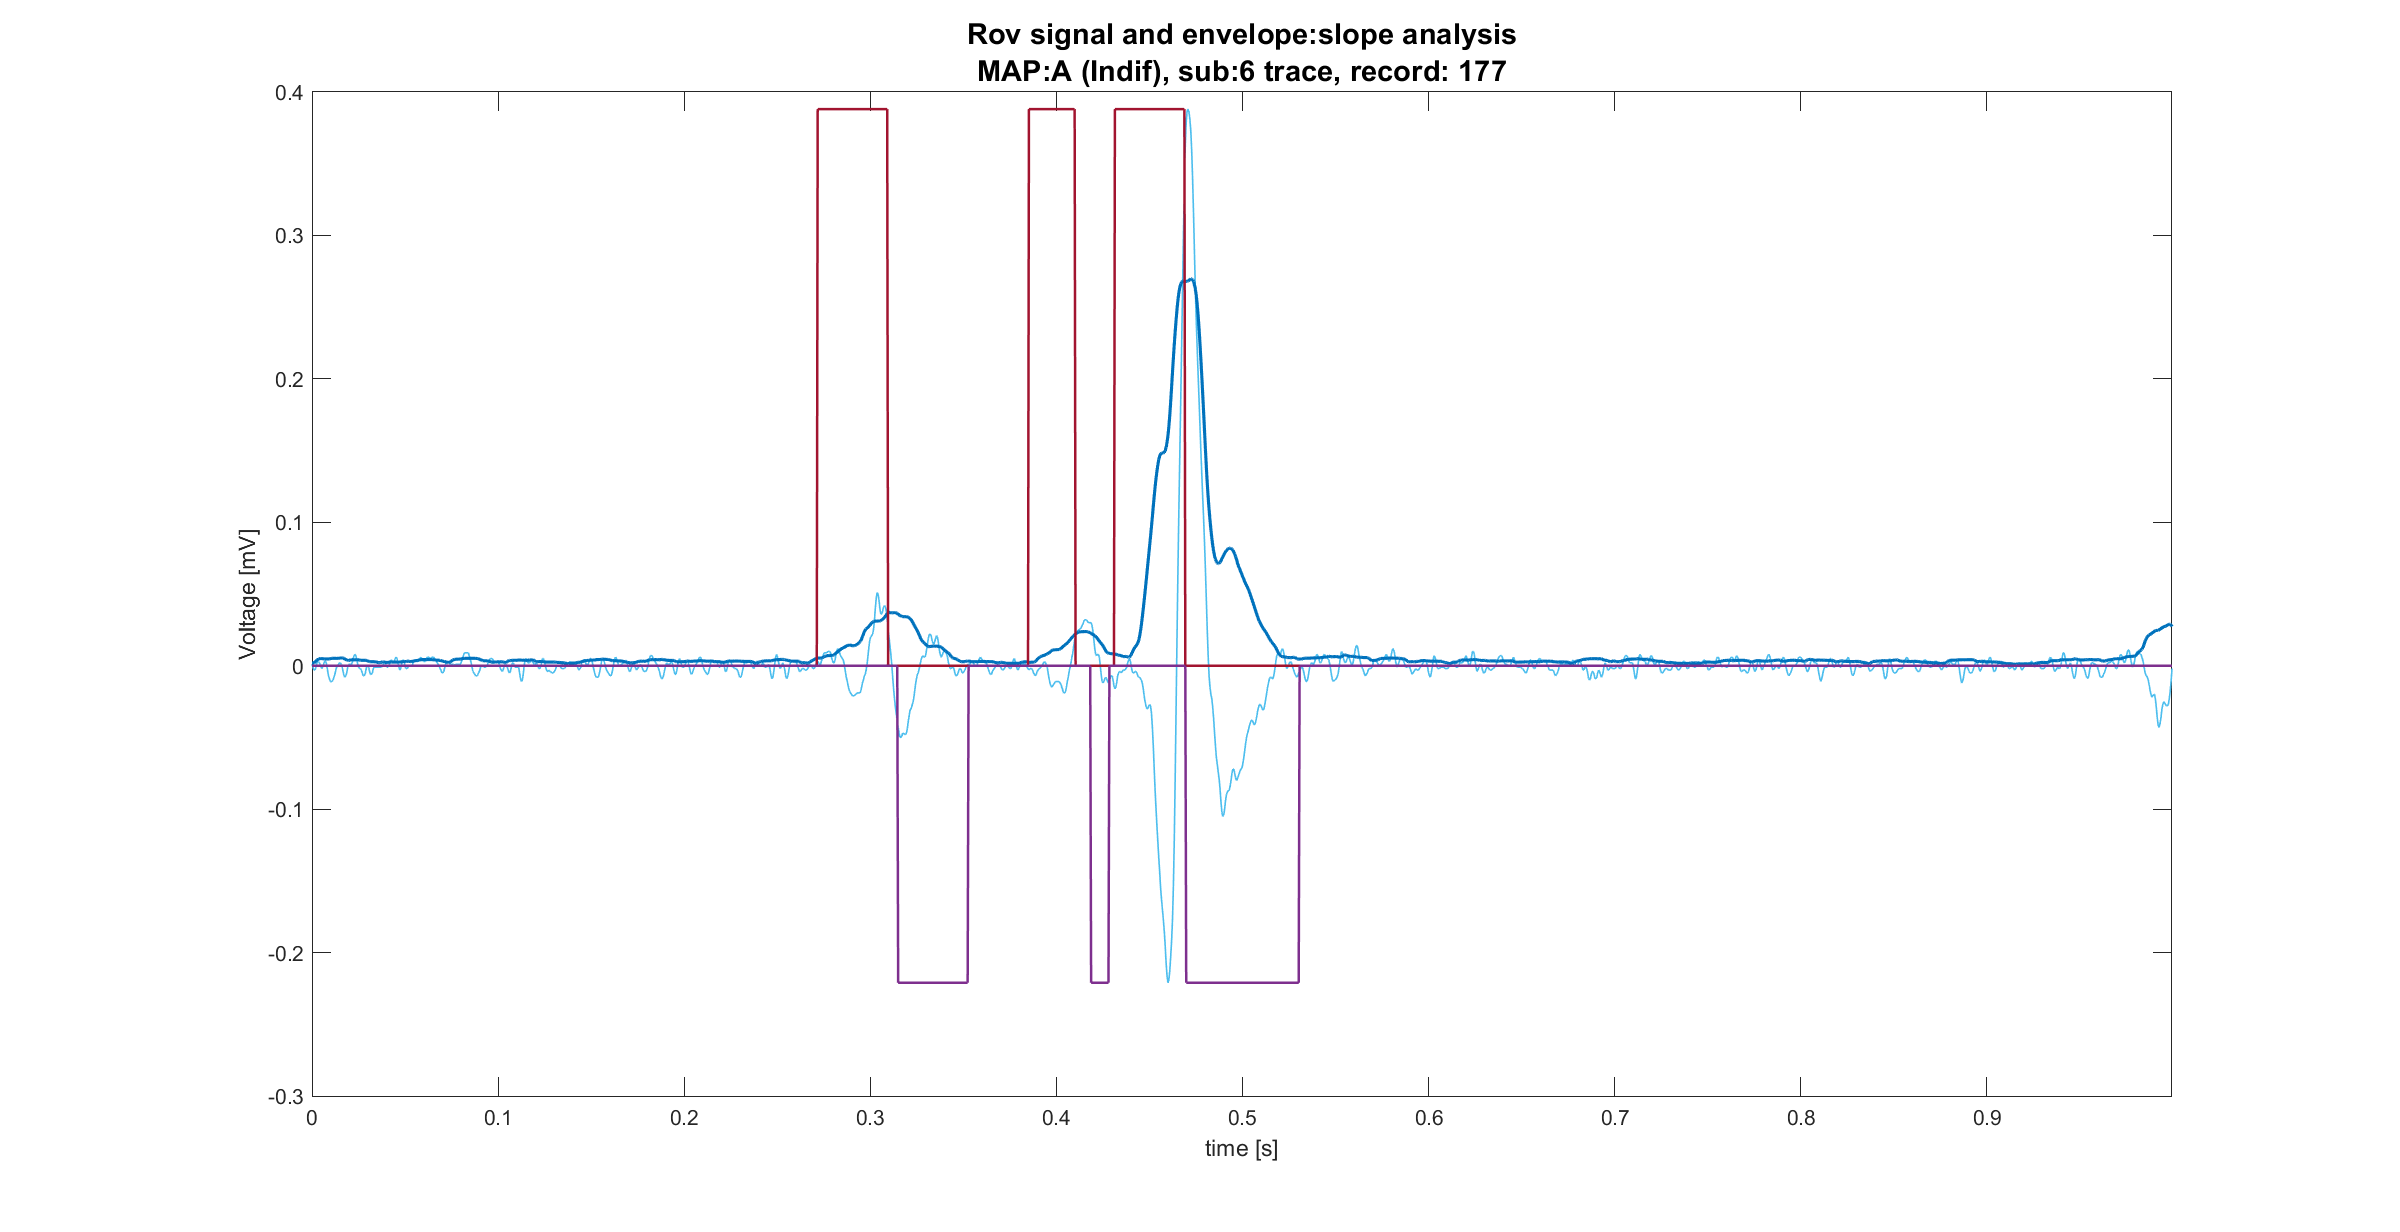 Rov signal and envelope:slope analysis
MAP:A (Indif), sub:6 trace, record: 177
0.4
0.3
0.2
0.1
0
-0.1
-0.2
-0.3
Voltage [mV]
0 0.1 0.2 0.3 0.4 0.5 0.6 0.7 0.8 0.9
time [s]